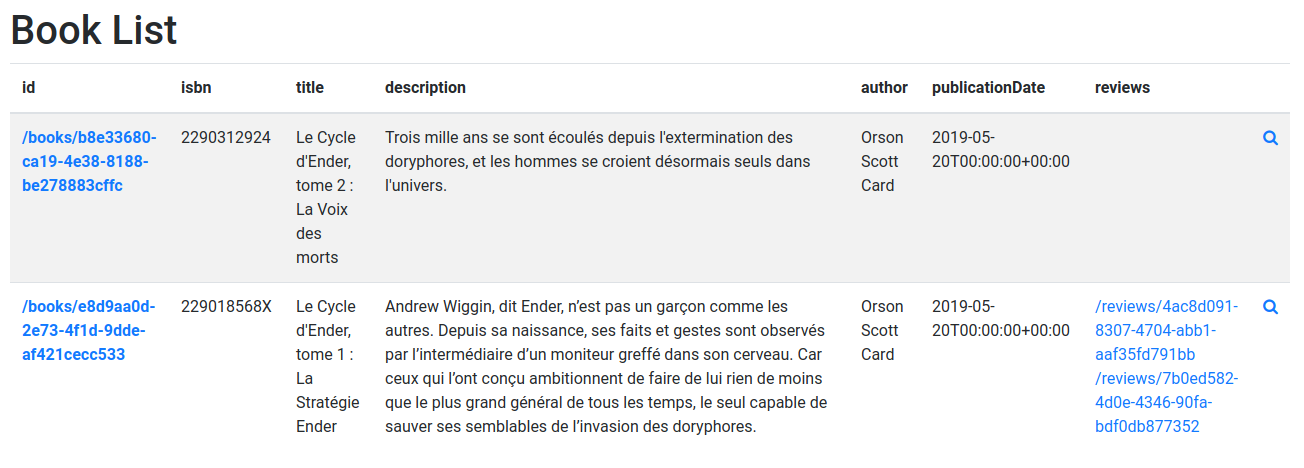 Book List
id isbn title description author publicationDate reviews
/books/b8e33680- 2290312924 Le Cycle Trois mille ans se sont écoulés depuis l'extermination des Orson 2019-05-
ca19-4e38-8188- d'Ender, doryphores, et les hommes se croient désormais seuls dans Scott 20T00:00:00+00:00
be278883cffc tome 2 : l'univers. Card
La Voix
des
morts
/books/e8d9aa0d- 229018568X Le Cycle Andrew Wiggin, dit Ender, n’est pas un garçon comme les Orson 2019-05- /reviews/4ac8d091-
2e73-4f1d-9dde- d'Ender, autres. Depuis sa naissance, ses faits et gestes sont observés Scott 20T00:00:00+00:00 8307-4704-abb1-
af421cecc533 tome 1 : par l’intermédiaire d’un moniteur greffé dans son cerveau. Car Card aaf35fd791bb
La ceux qui l’ont conçu ambitionnent de faire de lui rien de moins /reviews/7b0ed582-
Stratégie que le plus grand général de tous les temps, le seul capable de 4d0e-4346-90fa-
Ender sauver ses semblables de l’invasion des doryphores. bdf0db877352